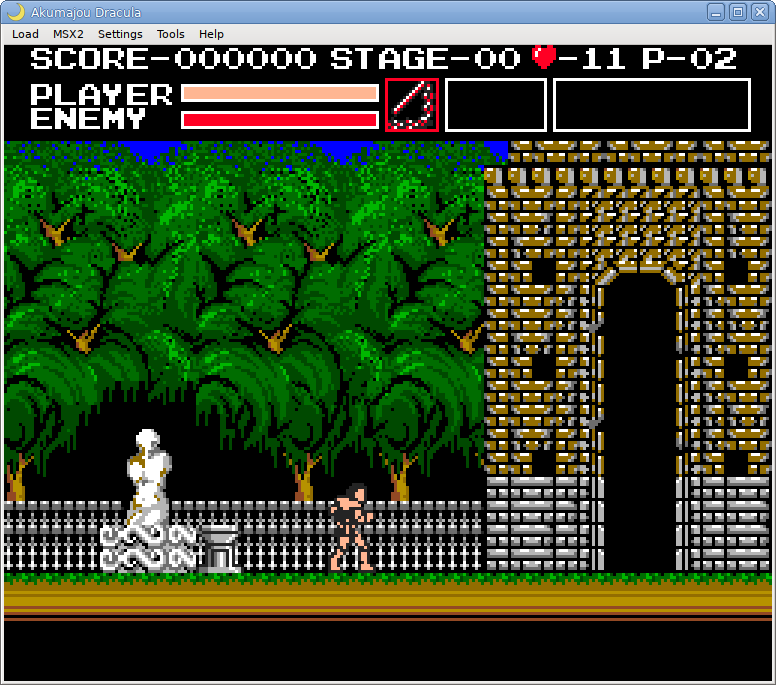 Akumajou Dracula
Load MSX2 Settings Tools Help
SCORE-000000 STAGE-00 ❤-11 P-02
PLAYER
ENEMY